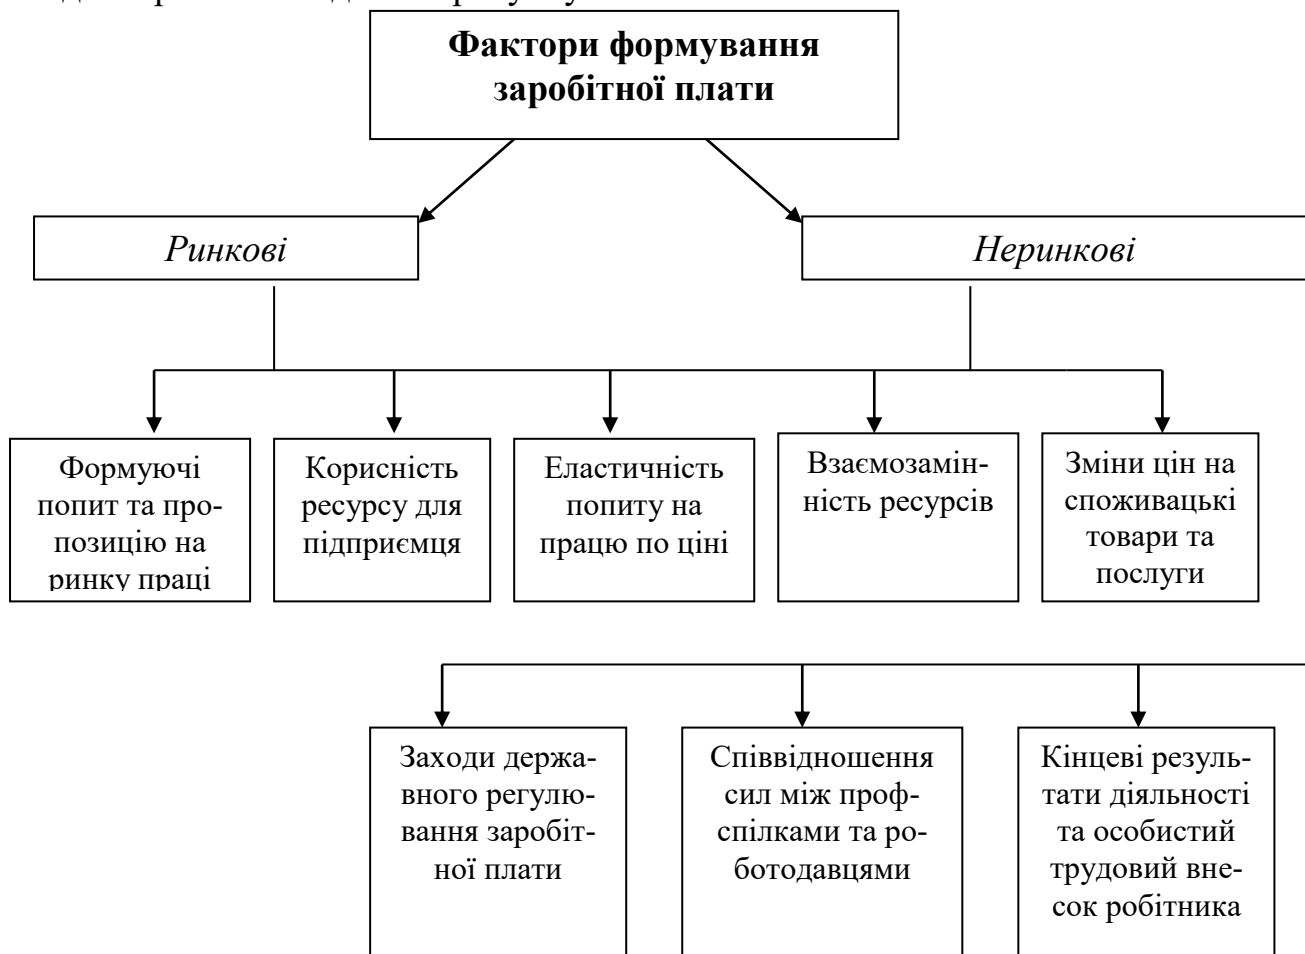 Фактори формування
заробітної плати
Ринкові
Неринкові
Формуючі
попит та про-
позицію на
ринку праці
Корисність
ресурсу для
підприємця
Еластичність
попиту на
працю по ціні
Взаємозамін-
ність ресурсів
Зміни цін на
споживацькі
товари та
послуги
Заходи держа-
вного регулю-
вання заробіт-
ної плати
Співвідношення
сил між проф-
спілками та ро-
ботодавцями
Кінцеві резуль-
тати діяльності
та особистий
трудовий вне-
сок робітника